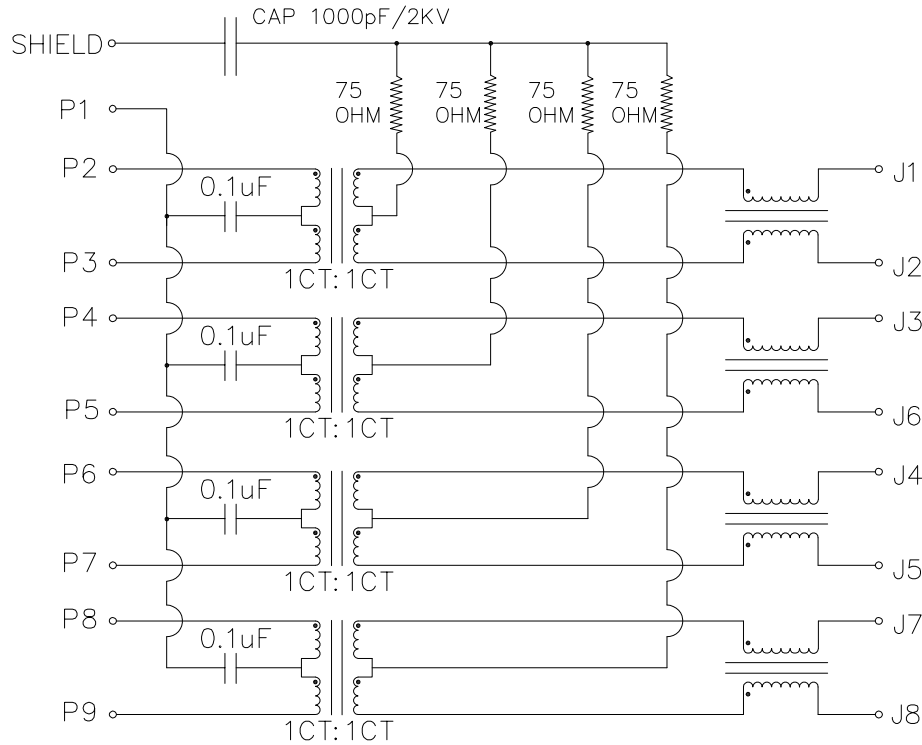 CAP 1000pF/2KV
SHIELD
75
OHM
75
OHM
75
OHM
75
OHM
P1
P2
0.1uF
J1
P3
1CT:1CT
J2
P4
0.1uF
J3
P5
1CT:1CT
J6
P6
0.1uF
J4
P7
1CT:1CT
J5
P8
0.1uF
J7
P9
1CT:1CT
J8